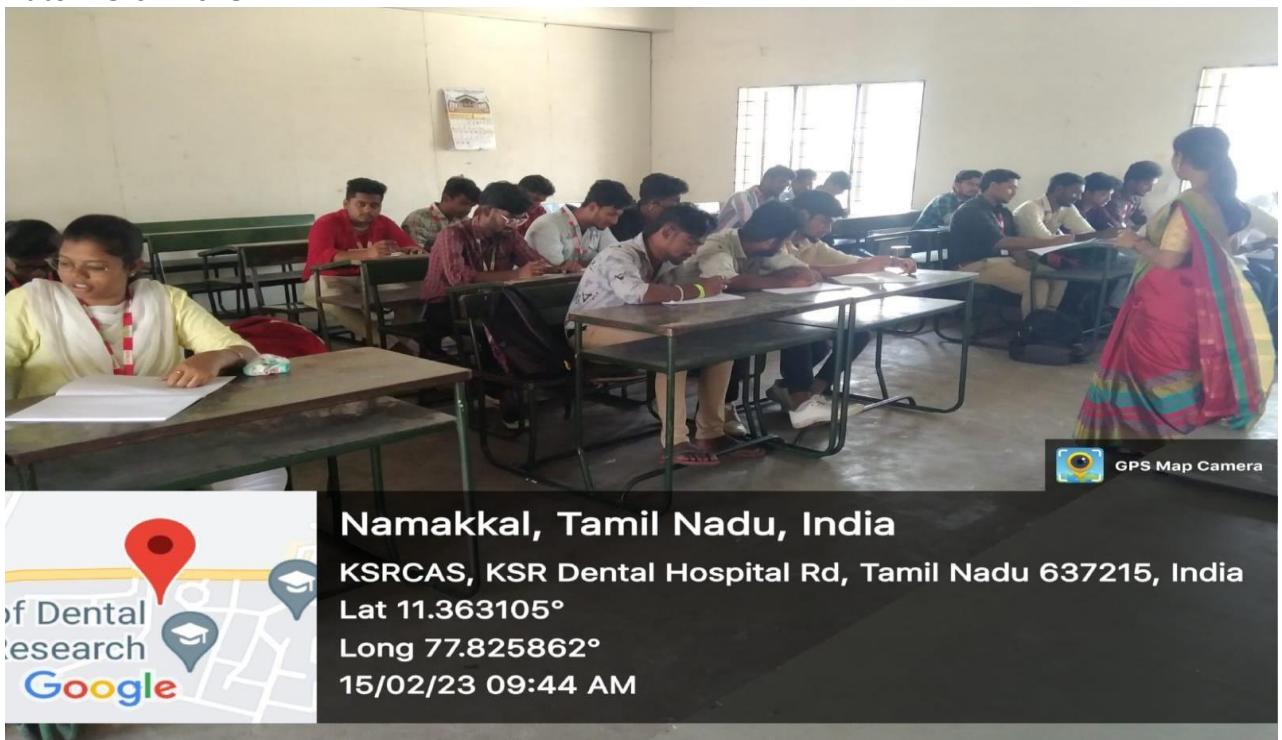 GPS Map Camera
Namakkal, Tamil Nadu, India
KSRCAS, KSR Dental Hospital Rd, Tamil Nadu 637215, India
Lat 11.363105°
Long 77.825862°
15/02/23 09:44 AM
of Dental
Research
Google